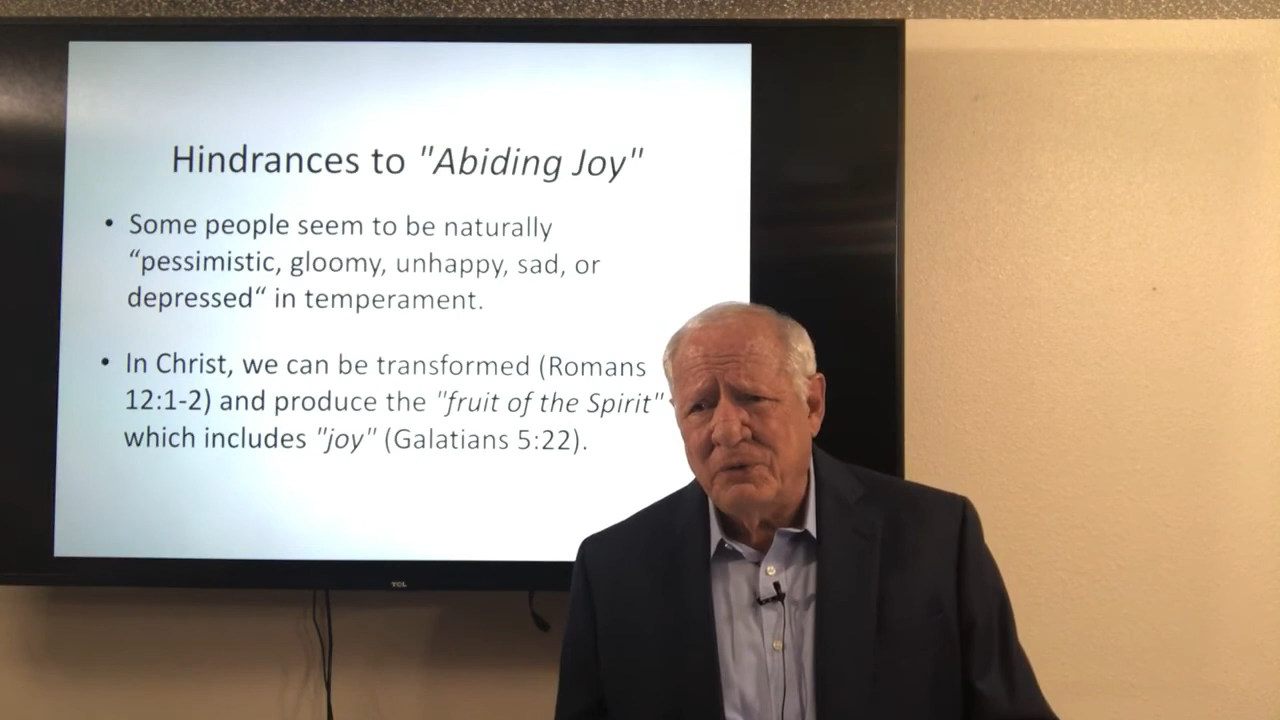 Hindrances to "Abiding Joy"
• Some people seem to be naturally
“pessimistic, gloomy, unhappy, sad, or
depressed“ in temperament.
• In Christ, we can be transformed (Romans
12:1-2) and produce the "fruit of the Spirit"
which includes "joy" (Galatians 5:22).
TCL